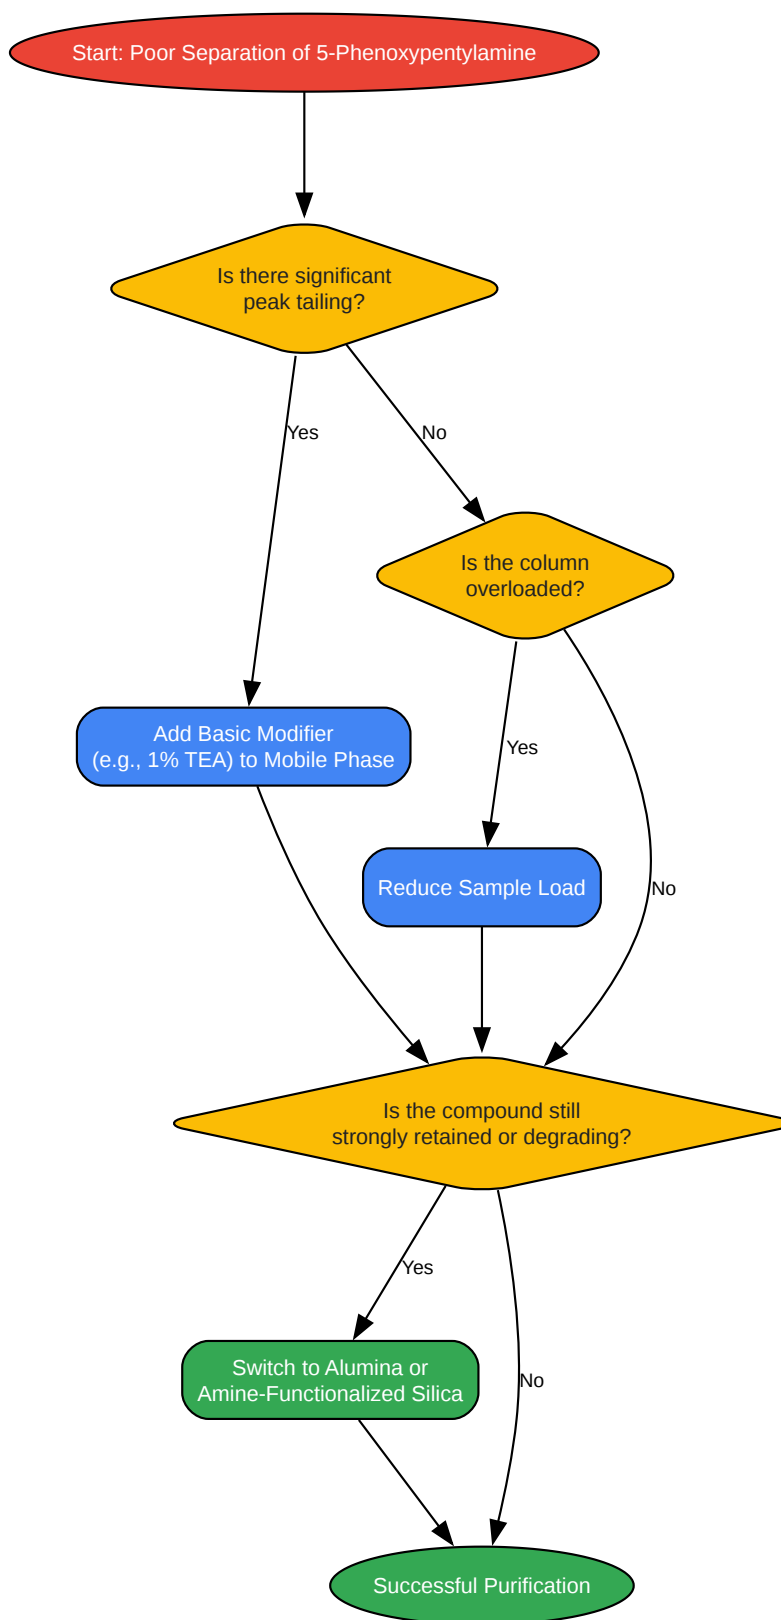 Start: Poor Separation of 5-Phenoxypentylamine
Is there significant
peak tailing?
Yes
No
Is the column
overloaded?
Add Basic Modifier
(e.g., 1% TEA) to Mobile Phase
Yes
Reduce Sample Load
No
Is the compound still
strongly retained or degrading?
Yes
Switch to Alumina or
Amine-Functionalized Silica
No
Successful Purification